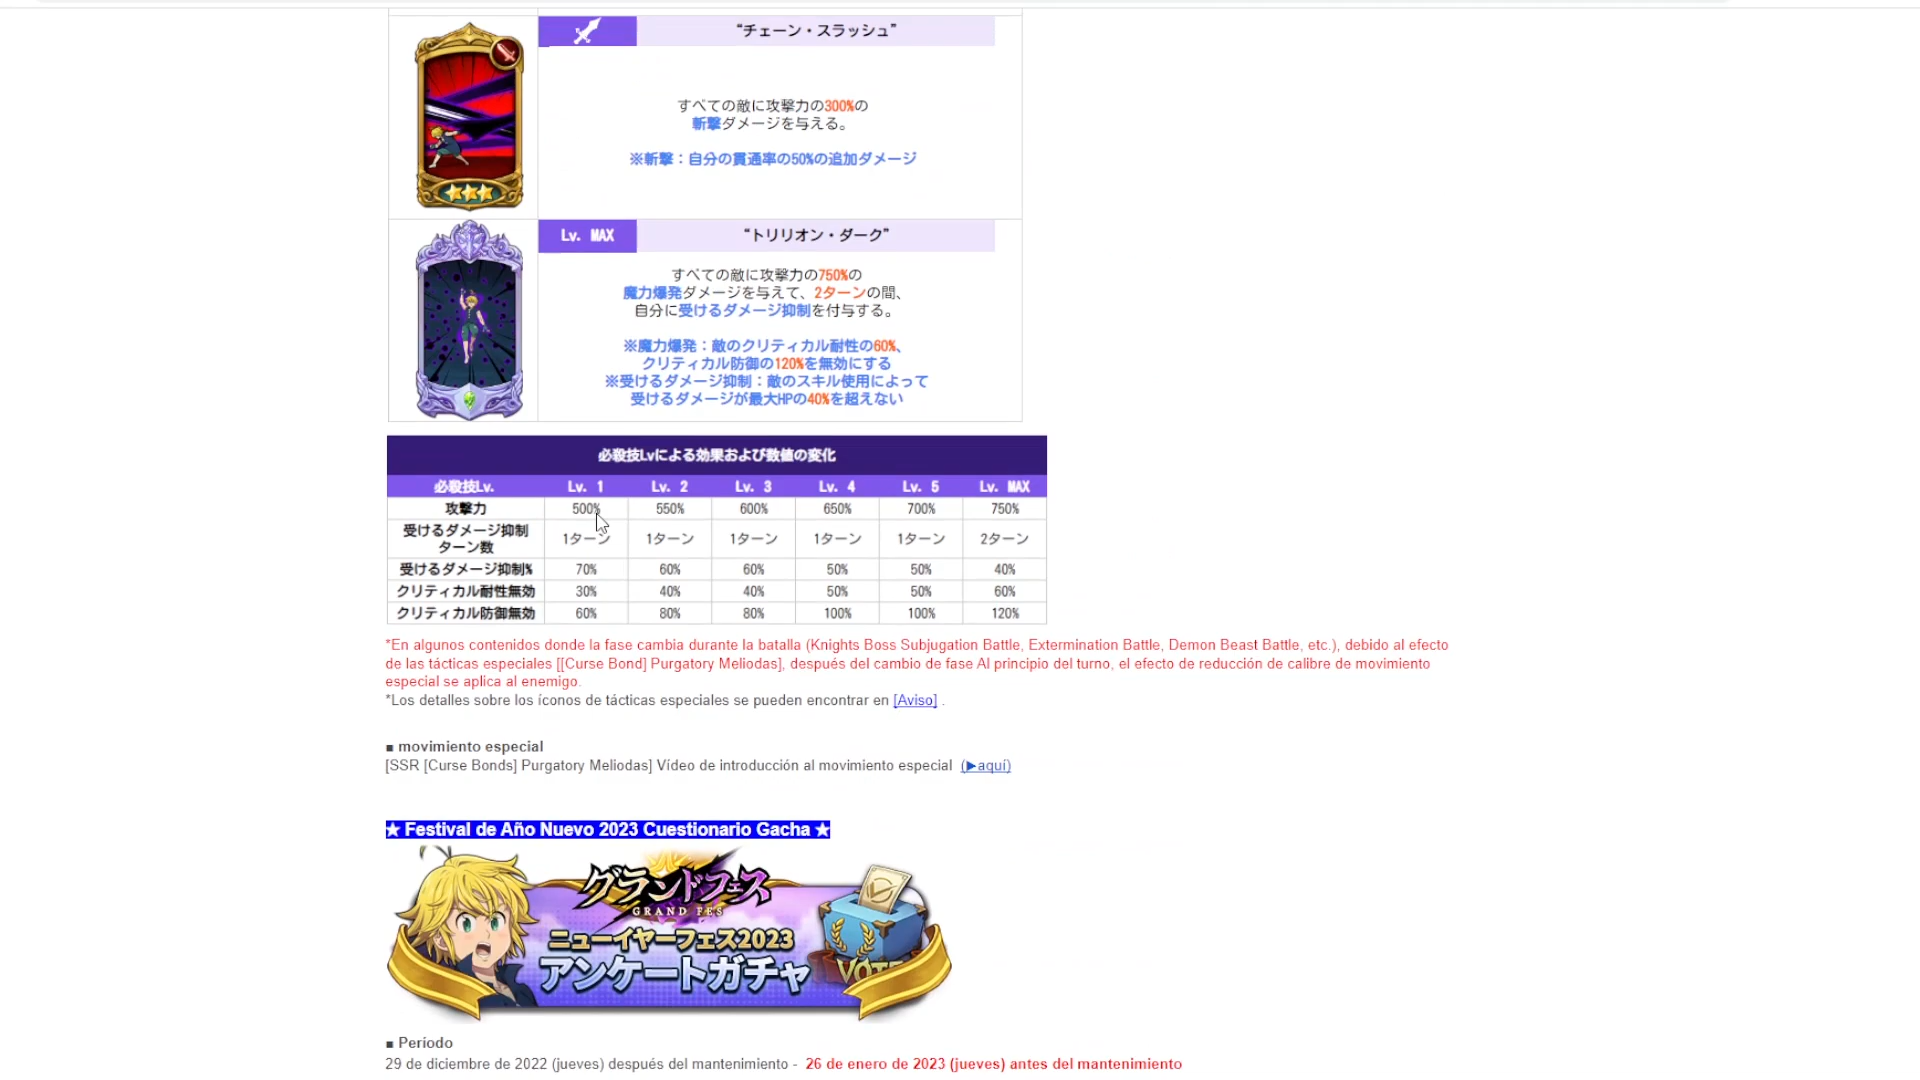 “チェーン・スラッシュ”
すべての敵に攻撃力の300%の
斬撃ダメージを与える。
※斬撃：自分の貫通率の50%の追加ダメージ
Lv. MAX “トリリオン・ダーク”
すべての敵に攻撃力の750%の
魔力爆発ダメージを与えて、2ターンの間、
自分に受けるダメージ抑制を付与する。
※魔力爆発：敵のクリティカル耐性の60%、
クリティカル防御の120%を無効にする
※受けるダメージ抑制：敵のスキル使用によって
受けるダメージが最大HPの40%を超えない
必殺技Lvによる効果および数値の変化
必殺技Lv. Lv. 1 Lv. 2 Lv. 3 Lv. 4 Lv. 5 Lv. MAX
攻撃力 500% 550% 600% 650% 700% 750%
受けるダメージ抑制
ターン数 1ターン 1ターン 1ターン 1ターン 1ターン 2ターン
受けるダメージ抑制% 70% 60% 60% 50% 50% 40%
クリティカル耐性無効 30% 40% 40% 50% 50% 60%
クリティカル防御無効 60% 80% 80% 100% 100% 120%
*En algunos contenidos donde la fase cambia durante la batalla (Knights Boss Subjugation Battle, Extermination Battle, Demon Beast Battle, etc.), debido al efecto
de las tácticas especiales [[Curse Bond] Purgatory Meliodas], después del cambio de fase Al principio del turno, el efecto de reducción de calibre de movimiento
especial se aplica al enemigo.
*Los detalles sobre los íconos de tácticas especiales se pueden encontrar en [Aviso] .
■ movimiento especial
[SSR [Curse Bonds] Purgatory Meliodas] Vídeo de introducción al movimiento especial (▶aquí)
★ Festival de Año Nuevo 2023 Cuestionario Gacha ★
グランドフェス
GRAND FES
ニューイヤーフェス2023
アンケートガチャ
VOTE
■ Periodo
29 de diciembre de 2022 (jueves) después del mantenimiento - 26 de enero de 2023 (jueves) antes del mantenimiento